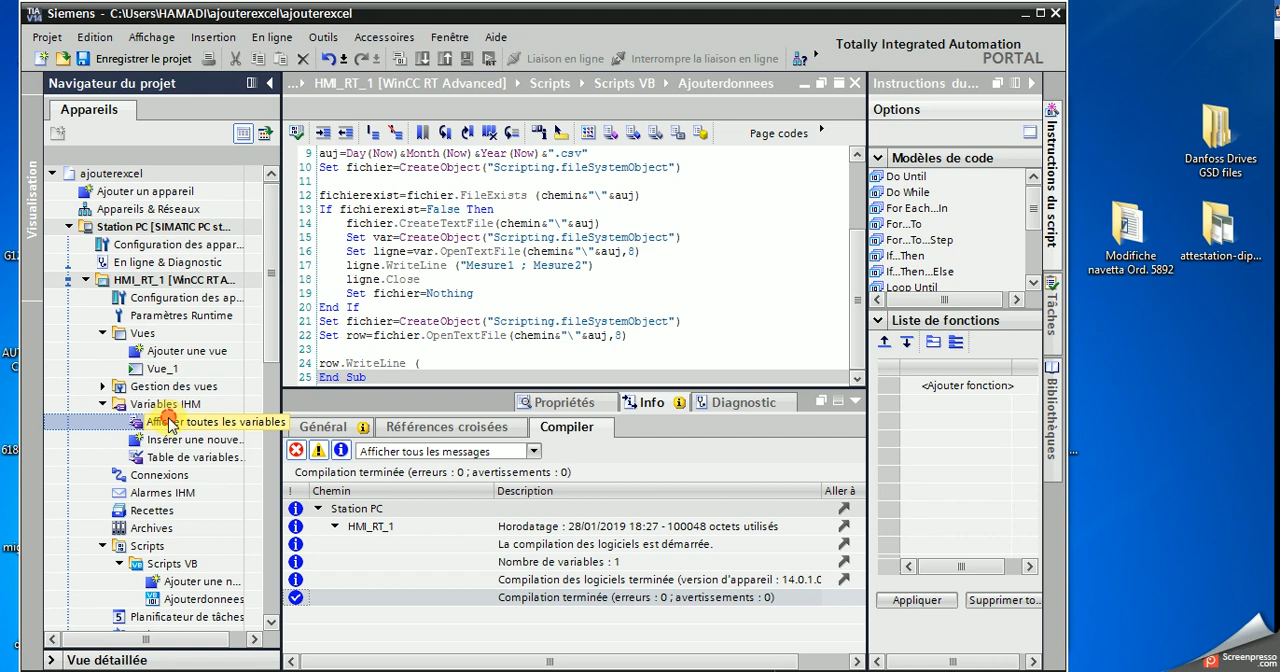 TIA V14 Siemens - C:\Users\HAMADI\ajouterexcel\ajouterexcel
Projet Edition Affichage Insertion En ligne Outils Accessoires Fenêtre Aide
Totally Integrated Automation
PORTAL
Enregistrer le projet Liaison en ligne Interrompre la liaison en ligne
Navigateur du projet
...› HMI_RT_1 [WinCC RT Advanced] › Scripts › Scripts VB › Ajouterdonnees
Instructions du...
Appareils
Options
Page codes
Visualisation
ajouterexcel
Ajouter un appareil
Appareils & Réseaux
Station PC [SIMATIC PC st...
Configuration des appar...
En ligne & Diagnostic
HMI_RT_1 [WinCC RT A...
Configuration des ap...
Paramètres Runtime
Vues
Ajouter une vue
Vue_1
Gestion des vues
Variables IHM
Afficher toutes les variables
Insérer une nouve...
Table de variables...
Connexions
Alarmes IHM
Recettes
Archives
Scripts
Scripts VB
Ajouter une n...
Ajouterdonnees
Planificateur de tâches
Vue détaillée
9 auj=Day(Now)&Month(Now)&Year(Now)&".csv"
10 Set fichier=CreateObject("Scripting.fileSystemObject")
11
12 fichierexist=fichier.FileExists (chemin&"\"&auj)
13 If fichierexist=False Then
14 fichier.CreateTextFile(chemin&"\"&auj)
15 Set var=CreateObject("Scripting.fileSystemObject")
16 Set ligne=var.OpenTextFile(chemin&"\"&auj,8)
17 ligne.WriteLine ("Mesure1 ; Mesure2")
18 ligne.Close
19 Set fichier=Nothing
20 End If
21 Set fichier=CreateObject("Scripting.fileSystemObject")
22 Set row=fichier.OpenTextFile(chemin&"\"&auj,8)
23
24 row.WriteLine (
25 End Sub
Propriétés Info Diagnostic
Général Références croisées Compiler
Afficher tous les messages
Compilation terminée (erreurs : 0 ; avertissements : 0)
! Chemin Description Aller à
Station PC
HMI_RT_1 Horodatage : 28/01/2019 18:27 - 100048 octets utilisés
La compilation des logiciels est démarrée.
Nombre de variables : 1
Compilation des logiciels terminée (version d'appareil : 14.0.1.0
Compilation terminée (erreurs : 0 ; avertissements : 0)
Modèles de code
Do Until
Do While
For Each...In
For...To
For...To...Step
If...Then
If...Then...Else
Loop Until
Liste de fonctions
<Ajouter fonction>
Appliquer Supprimer to...
Instructions du script
Tâches
Bibliothèques
Danfoss Drives
GSD files
Modifiche
navetta Ord. 5892
attestation-dip...
Screenpresso
.com